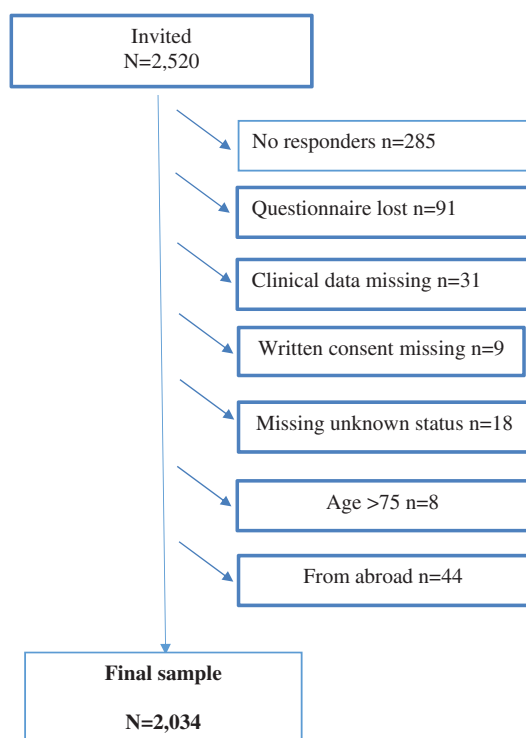 Invited
N=2,520
No responders n=285
Questionnaire lost n=91
Clinical data missing n=31
Written consent missing n=9
Missing unknown status n=18
Age >75 n=8
From abroad n=44
Final sample
N=2,034